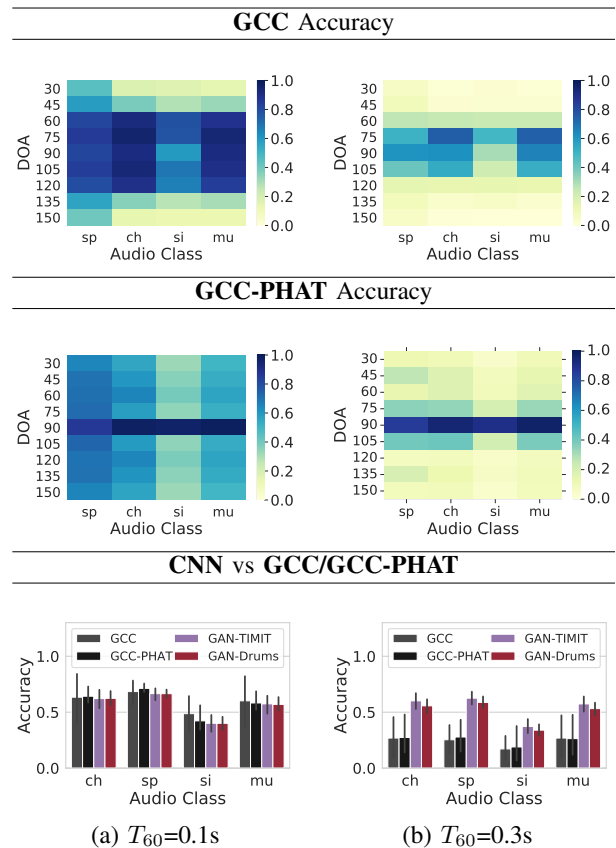 GCC Accuracy
DOA
30
45
60
75
90
105
120
135
150
sp ch si mu
Audio Class
1.0
0.8
0.6
0.4
0.2
0.0
30
45
60
75
90
105
120
135
150
sp ch si mu
Audio Class
1.0
0.8
0.6
0.4
0.2
0.0
GCC-PHAT Accuracy
DOA
30
45
60
75
90
105
120
135
150
sp ch si mu
Audio Class
1.0
0.8
0.6
0.4
0.2
0.0
30
45
60
75
90
105
120
135
150
sp ch si mu
Audio Class
1.0
0.8
0.6
0.4
0.2
0.0
CNN vs GCC/GCC-PHAT
Accuracy
1.0
0.5
0.0
GCC GAN-TIMIT
GCC-PHAT GAN-Drums
ch sp si mu
Audio Class
(a) T60=0.1s
Accuracy
1.0
0.5
0.0
GCC GAN-TIMIT
GCC-PHAT GAN-Drums
ch sp si mu
Audio Class
(b) T60=0.3s